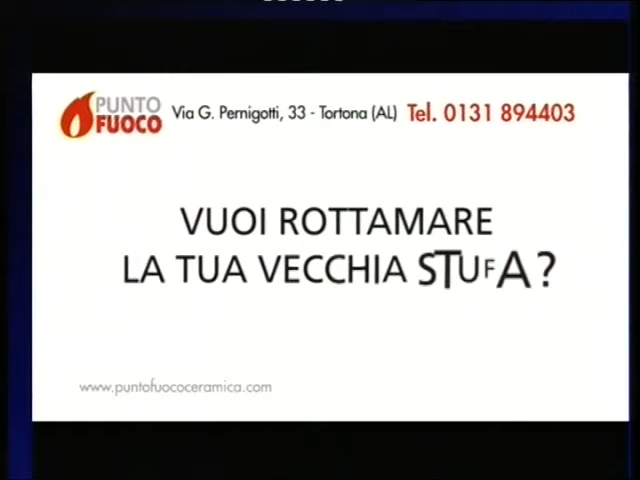 PUNTO
FUOCO
Via G. Pernigotti, 33 - Tortona (AL) Tel. 0131 894403
VUOI ROTTAMARE
LA TUA VECCHIA STUFA?
www.puntofuococeramica.com